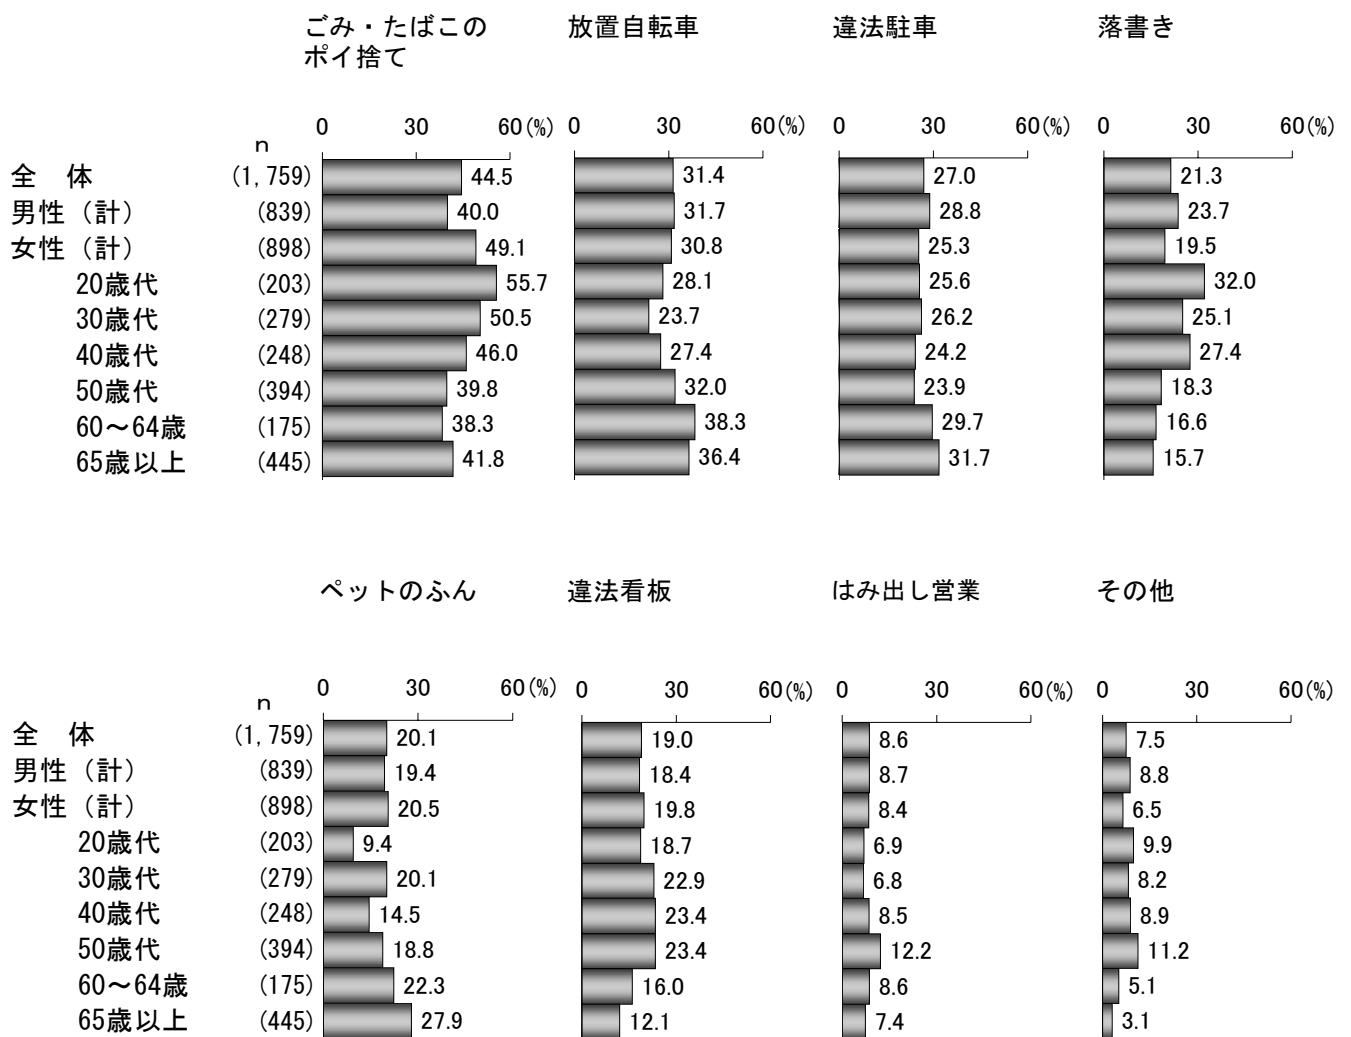 ごみ・たばこの 放置自転車 違法駐車 落書き
ポイ捨て
0 30 60(%) 0 30 60(%) 0 30 60(%) 0 30 60(%)
n
全 体 (1,759) 44.5 31.4 27.0 21.3
男性（計） (839) 40.0 31.7 28.8 23.7
女性（計） (898) 49.1 30.8 25.3 19.5
20歳代 (203) 55.7 28.1 25.6 32.0
30歳代 (279) 50.5 23.7 26.2 25.1
40歳代 (248) 46.0 27.4 24.2 27.4
50歳代 (394) 39.8 32.0 23.9 18.3
60～64歳 (175) 38.3 38.3 29.7 16.6
65歳以上 (445) 41.8 36.4 31.7 15.7
ペットのふん 違法看板 はみ出し営業 その他
0 30 60(%) 0 30 60(%) 0 30 60(%) 0 30 60(%)
n
全 体 (1,759) 20.1 19.0 8.6 7.5
男性（計） (839) 19.4 18.4 8.7 8.8
女性（計） (898) 20.5 19.8 8.4 6.5
20歳代 (203) 9.4 18.7 6.9 9.9
30歳代 (279) 20.1 22.9 6.8 8.2
40歳代 (248) 14.5 23.4 8.5 8.9
50歳代 (394) 18.8 23.4 12.2 11.2
60～64歳 (175) 22.3 16.0 8.6 5.1
65歳以上 (445) 27.9 12.1 7.4 3.1